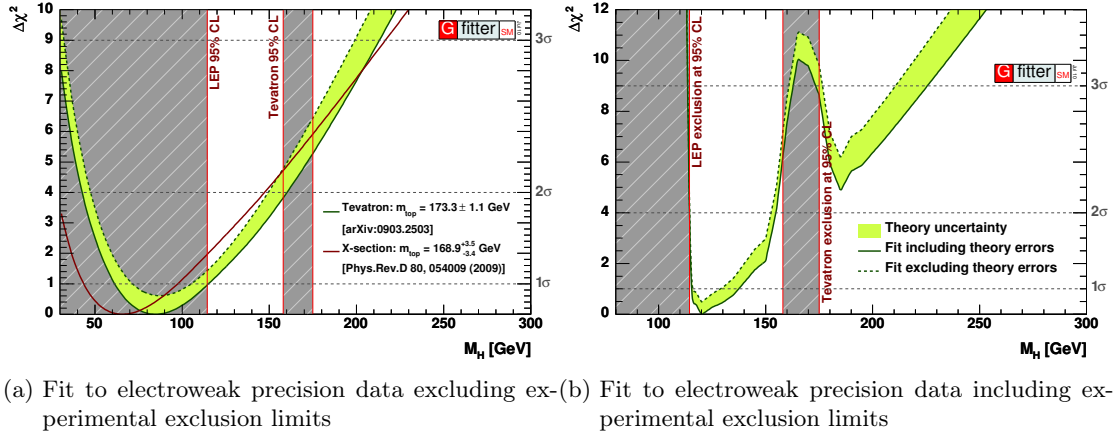 Δχ²
10
9
8
7
6
5
4
3
2
1
0
LEP 95% CL
Tevatron 95% CL
G fitter SM
3σ
2σ
1σ
Tevatron: m_top = 173.3 ± 1.1 GeV
[arXiv:0903.2503]
X-section: m_top = 168.9 +3.5 -3.4 GeV
[Phys.Rev.D 80, 054009 (2009)]
50 100 150 200 250 300
M_H [GeV]
Δχ²
12
10
8
6
4
2
0
LEP exclusion at 95% CL
Tevatron exclusion at 95% CL
G fitter SM
3σ
2σ
1σ
Theory uncertainty
Fit including theory errors
Fit excluding theory errors
100 150 200 250 300
M_H [GeV]
(a) Fit to electroweak precision data excluding ex-
perimental exclusion limits
(b) Fit to electroweak precision data including ex-
perimental exclusion limits